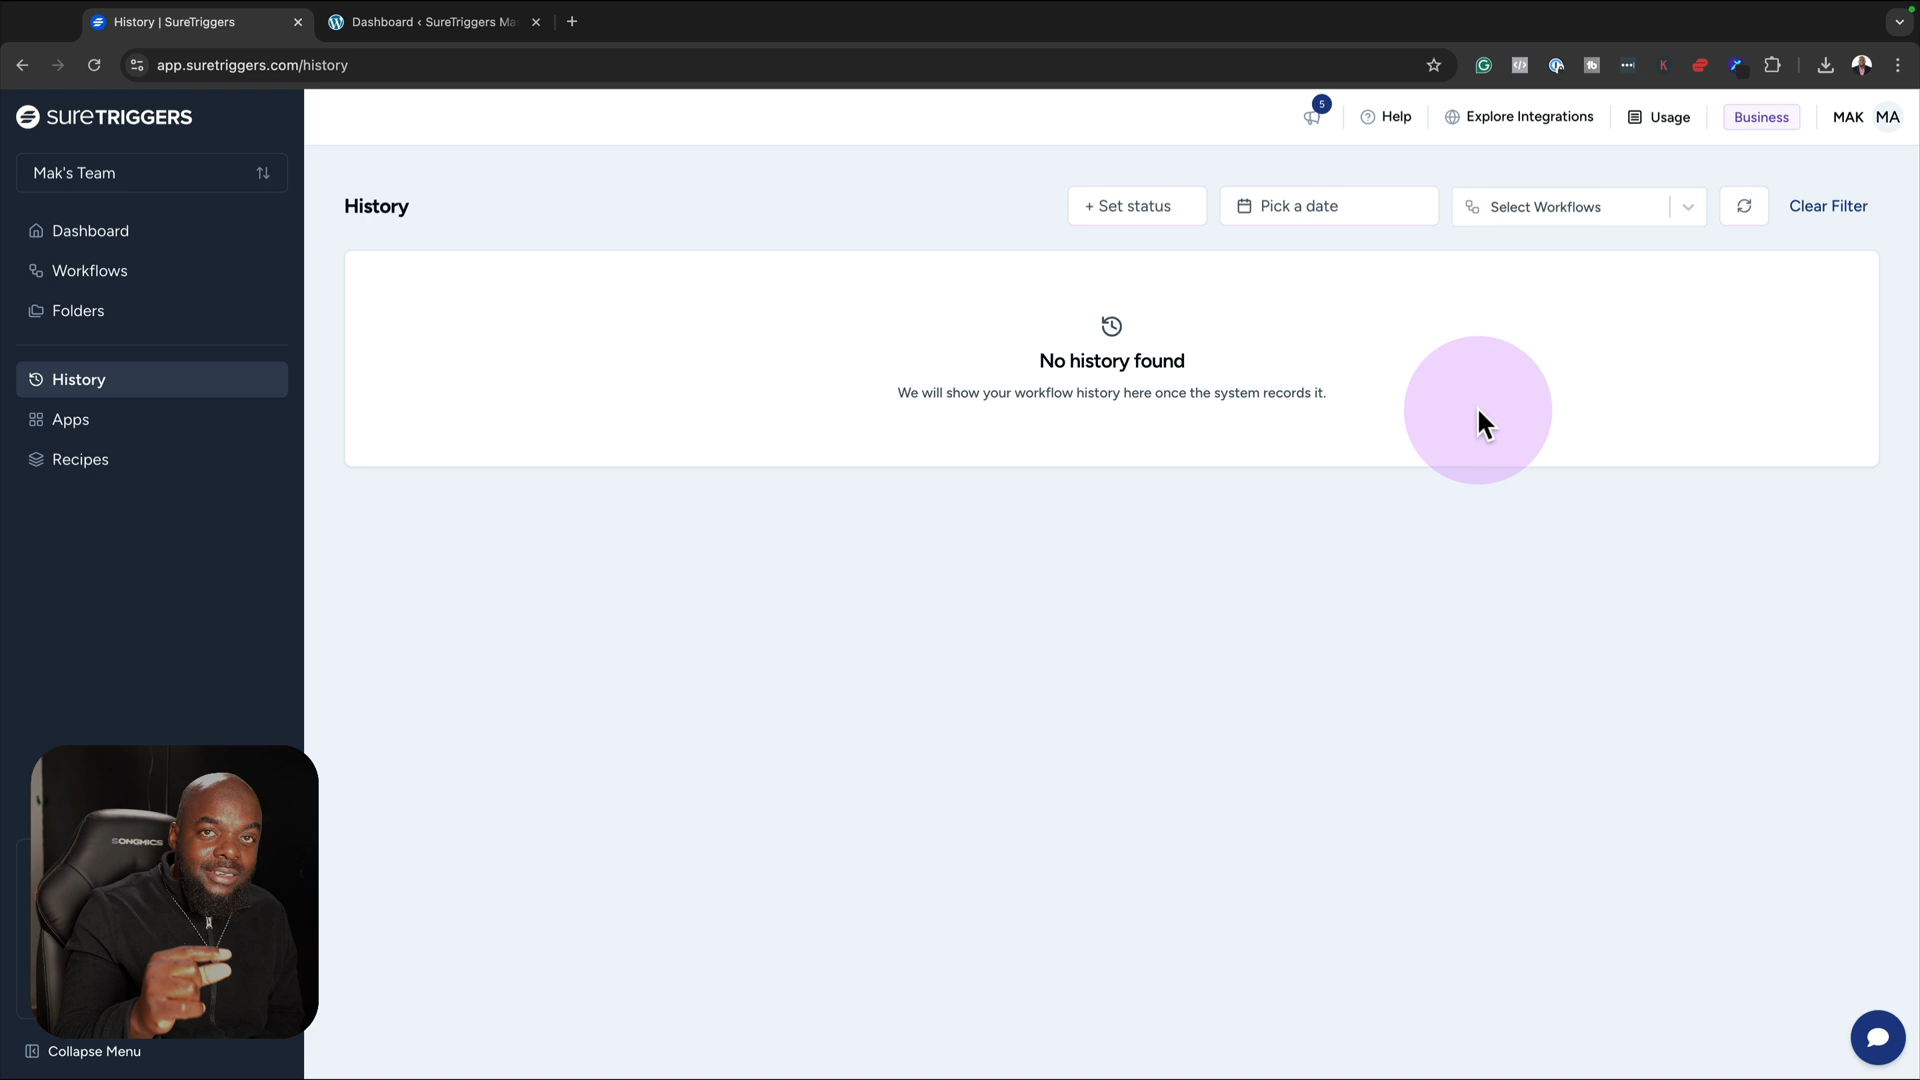 History | SureTriggers
Dashboard ‹ SureTriggers Ma
app.suretriggers.com/history
sureTRIGGERS
5
Help
Explore Integrations
Usage
Business
MAK
MA
Mak's Team
Dashboard
Workflows
Folders
History
Apps
Recipes
History
+ Set status
Pick a date
Select Workflows
Clear Filter
No history found
We will show your workflow history here once the system records it.
SONGMICS
Collapse Menu